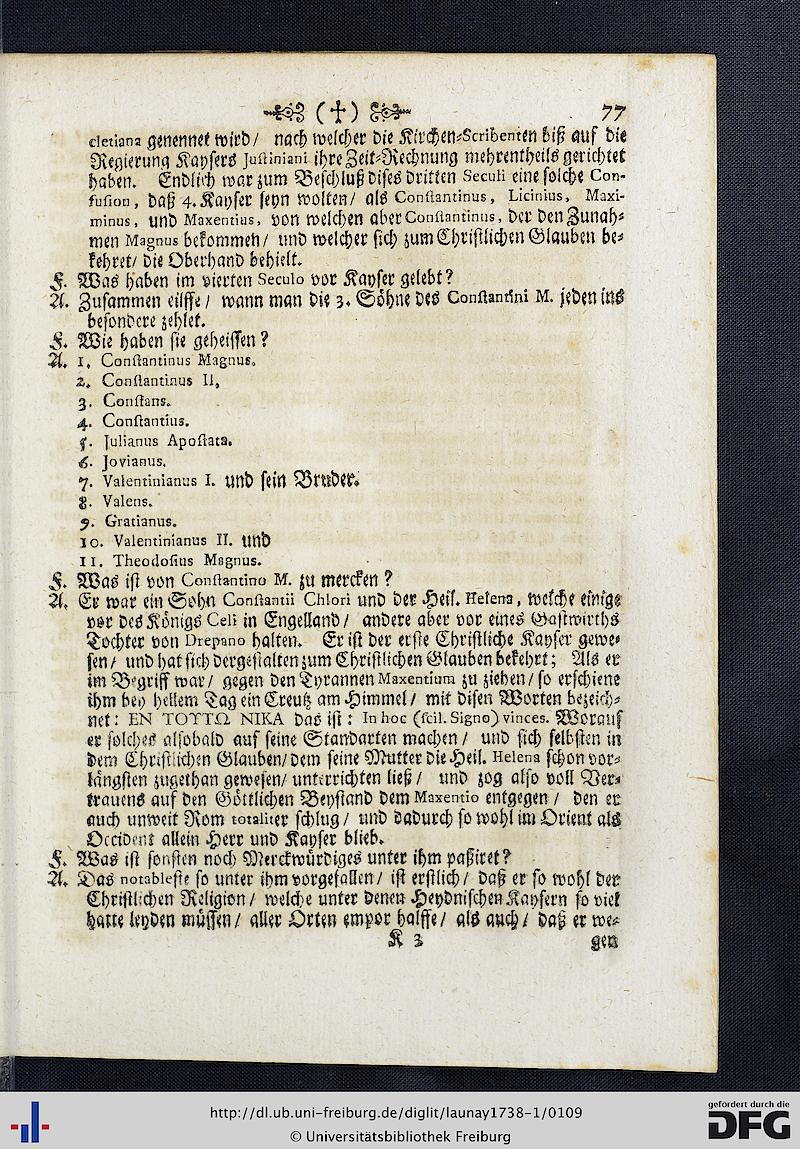 (†) 77
cletiana genennet wird/ nach welcher die Kirchen-Scribenten biß auf die
Regierung Kaysers Justiniani ihre Zeit-Rechnung mehrentheils gerichtet
haben. Endlich war zum Beschluß dises dritten Seculi eine solche Con-
fusion, daß 4. Kayser seyn wolten/ als Constantinus, Licinius, Maxi-
minus, und Maxentius, von welchen aber Constantinus, der den Zunah-
men Magnus bekommen/ und welcher sich zum Christlichen Glauben be-
kehret/ die Oberhand behielt.
F. Was haben im vierten Seculo vor Kayser gelebt?
A. Zusammen eilffe/ wann man die 3. Söhne des Constantini M. jeden ins
besondere zehlet.
F. Wie haben sie geheissen?
A. 1. Constantinus Magnus.
2. Constantinus II,
3. Constans.
4. Constantius.
5. Julianus Apostata.
6. Jovianus.
7. Valentinianus I. und sein Bruder.
8. Valens.
9. Gratianus.
10. Valentinianus II. und
11. Theodosius Magnus.
F. Was ist von Constantino M. zu mercken?
A. Er war ein Sohn Constantii Chlori und der Heil. Helena, welche einige
vor des Königs Celi in Engelland/ andere aber vor eines Gastwirths
Tochter von Drepano halten. Er ist der erste Christliche Kayser gewe-
sen/ und hat sich dergestalten zum Christlichen Glauben bekehrt; Als er
im Begriff war/ gegen den Tyrannen Maxentium zu ziehen/ so erschiene
ihm bey hellem Tag ein Creutz am Himmel/ mit disen Worten bezeich-
net: ΕΝ ΤΟΥΤΩ ΝΙΚΑ das ist: In hoc (scil. Signo) vinces. Worauf
er solches alsobald auf seine Standarten machen/ und sich selbsten in
dem Christlichen Glauben/ dem seine Mutter die Heil. Helena schon vor-
längsten zugethan gewesen/ unterrichten ließ/ und zog also voll Ver-
trauens auf den Göttlichen Beystand dem Maxentio entgegen/ den er
auch unweit Rom totaliter schlug/ und dadurch so wohl im Orient als
Occident allein Herr und Kayser blieb.
F. Was ist sonsten noch Merckwürdiges unter ihm paßiret?
A. Das notableste so unter ihm vorgefallen/ ist erstlich/ daß er so wohl der
Christlichen Religion/ welche unter denen Heydnischen Kaysern so viel
hatte leyden müssen/ aller Orten empor halffe/ als auch/ daß er we-
K 3 gen
http://dl.ub.uni-freiburg.de/diglit/launay1738-1/0109
© Universitätsbibliothek Freiburg
gefördert durch die
DFG